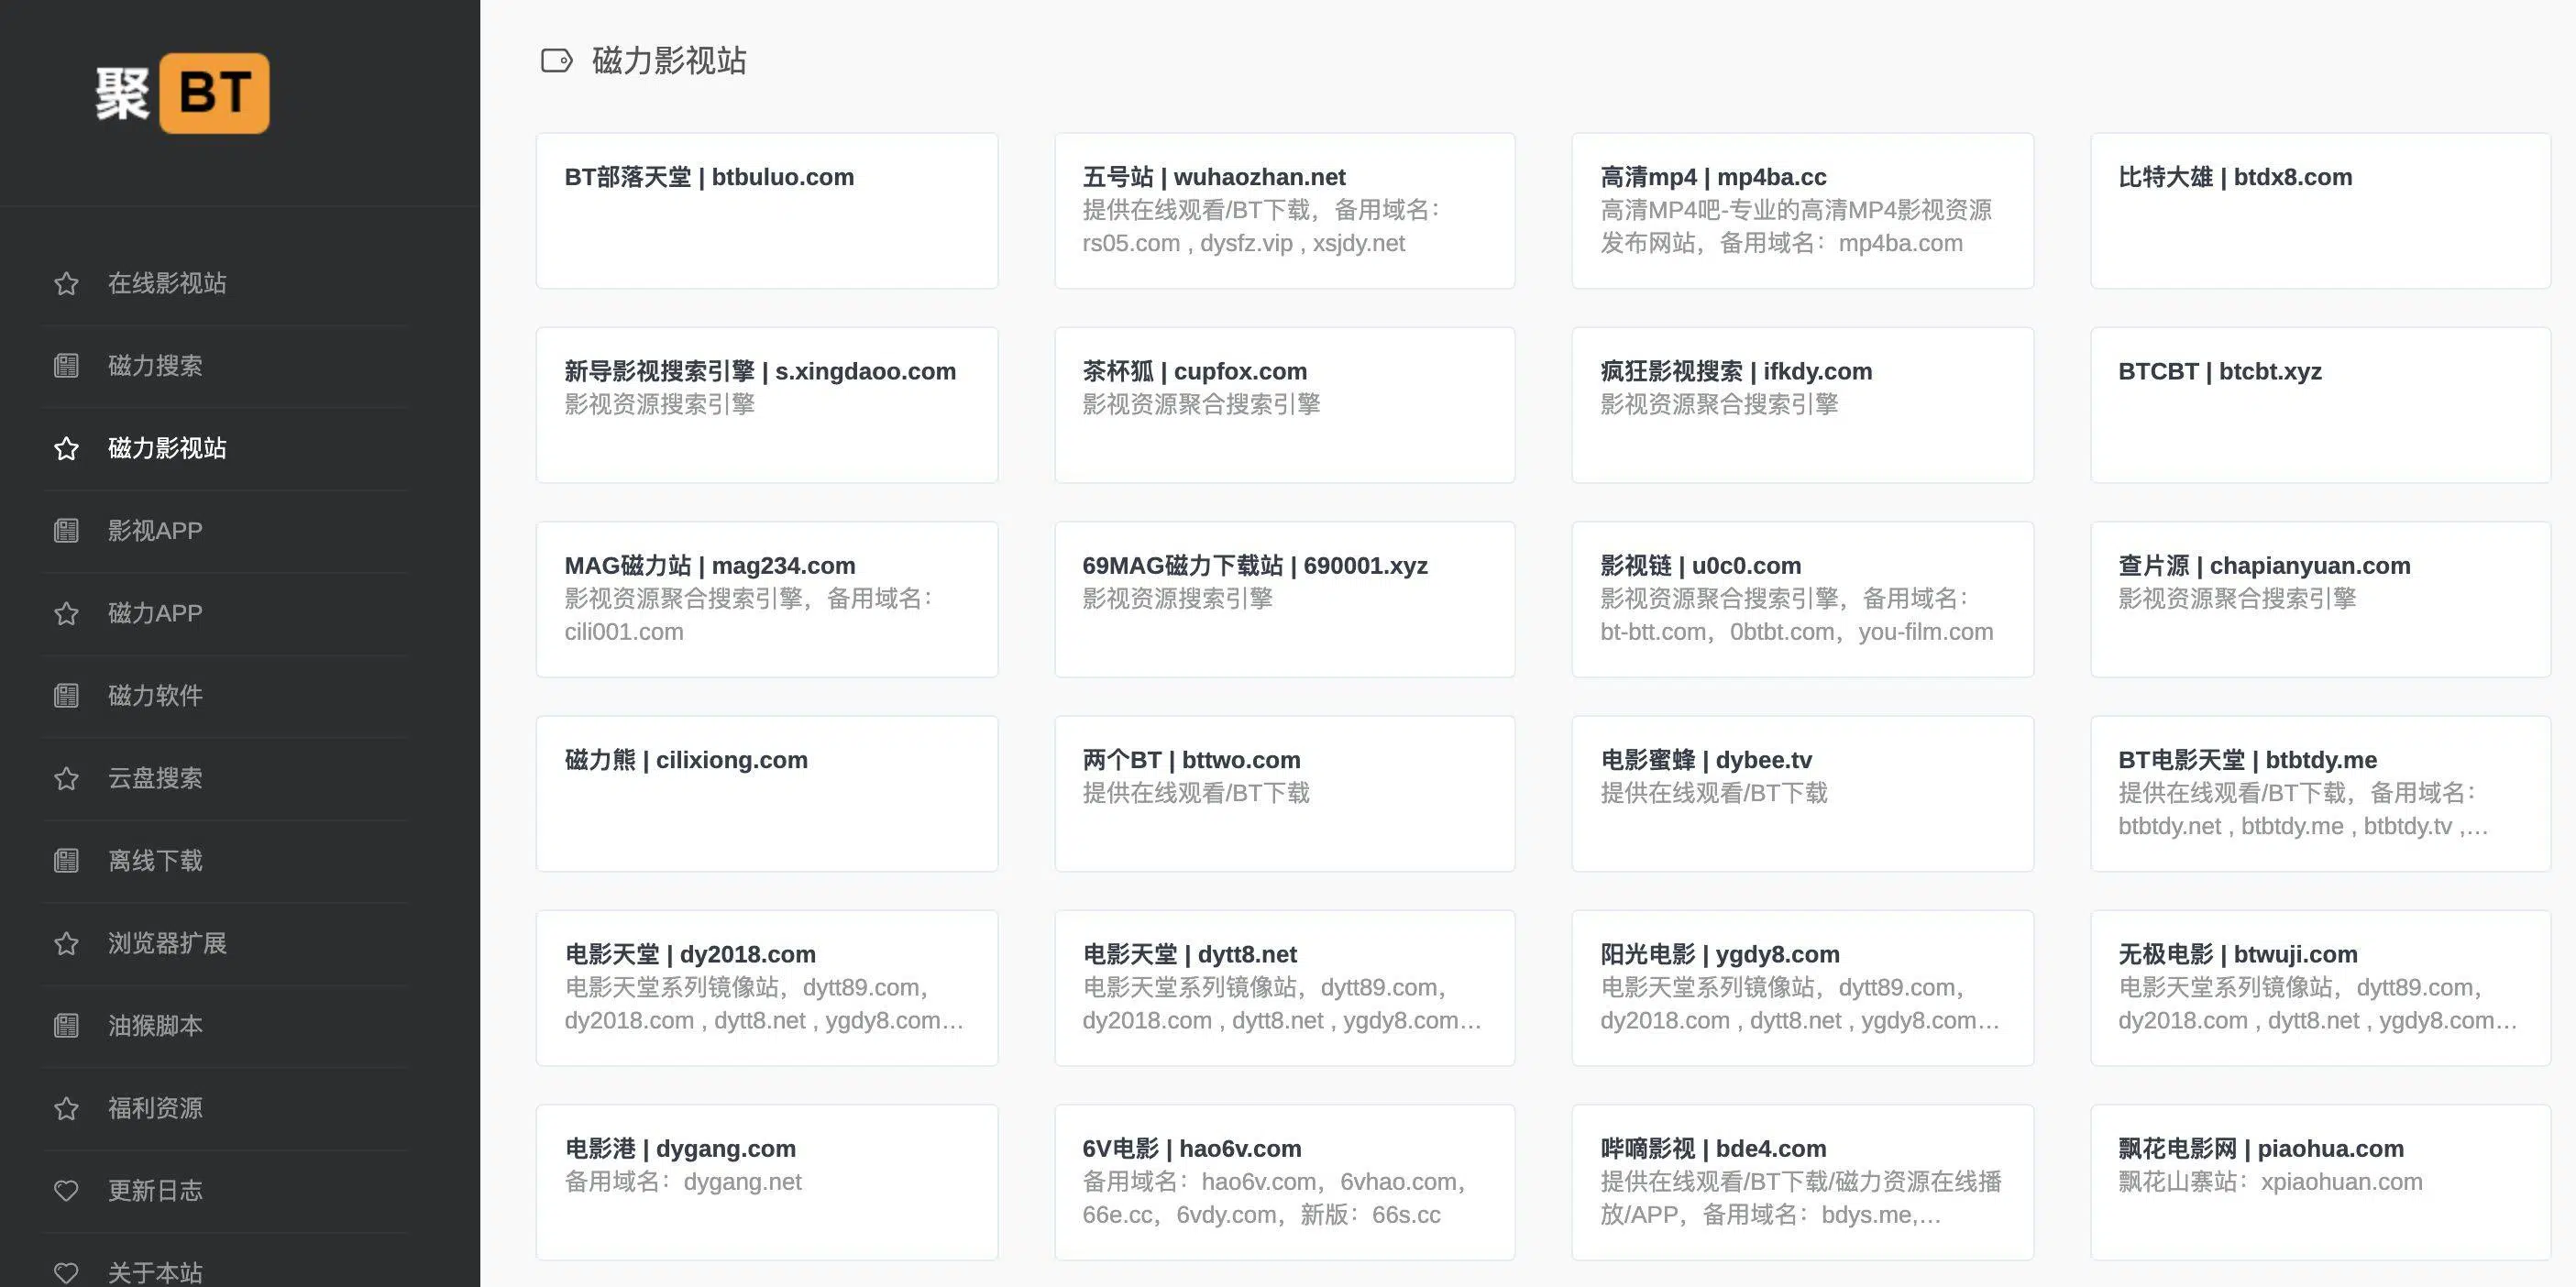 聚 BT
在线影视站
磁力搜索
磁力影视站
影视APP
磁力APP
磁力软件
云盘搜索
离线下载
浏览器扩展
油猴脚本
福利资源
更新日志
关于本站
磁力影视站
BT部落天堂 | btbuluo.com
五号站 | wuhaozhan.net
提供在线观看/BT下载，备用域名：
rs05.com , dysfz.vip , xsjdy.net
高清mp4 | mp4ba.cc
高清MP4吧-专业的高清MP4影视资源
发布网站，备用域名：mp4ba.com
比特大雄 | btdx8.com
新导影视搜索引擎 | s.xingdaoo.com
影视资源搜索引擎
茶杯狐 | cupfox.com
影视资源聚合搜索引擎
疯狂影视搜索 | ifkdy.com
影视资源聚合搜索引擎
BTCBT | btcbt.xyz
MAG磁力站 | mag234.com
影视资源聚合搜索引擎，备用域名：
cili001.com
69MAG磁力下载站 | 690001.xyz
影视资源搜索引擎
影视链 | u0c0.com
影视资源聚合搜索引擎，备用域名：
bt-btt.com，0btbt.com，you-film.com
查片源 | chapianyuan.com
影视资源聚合搜索引擎
磁力熊 | cilixiong.com
两个BT | bttwo.com
提供在线观看/BT下载
电影蜜蜂 | dybee.tv
提供在线观看/BT下载
BT电影天堂 | btbtdy.me
提供在线观看/BT下载，备用域名：
btbtdy.net , btbtdy.me , btbtdy.tv ,…
电影天堂 | dy2018.com
电影天堂系列镜像站，dytt89.com，
dy2018.com , dytt8.net , ygdy8.com…
电影天堂 | dytt8.net
电影天堂系列镜像站，dytt89.com，
dy2018.com , dytt8.net , ygdy8.com…
阳光电影 | ygdy8.com
电影天堂系列镜像站，dytt89.com，
dy2018.com , dytt8.net , ygdy8.com…
无极电影 | btwuji.com
电影天堂系列镜像站，dytt89.com，
dy2018.com , dytt8.net , ygdy8.com…
电影港 | dygang.com
备用域名：dygang.net
6V电影 | hao6v.com
备用域名：hao6v.com，6vhao.com，
66e.cc，6vdy.com，新版：66s.cc
哔嘀影视 | bde4.com
提供在线观看/BT下载/磁力资源在线播
放/APP，备用域名：bdys.me,…
飘花电影网 | piaohua.com
飘花山寨站：xpiaohuan.com